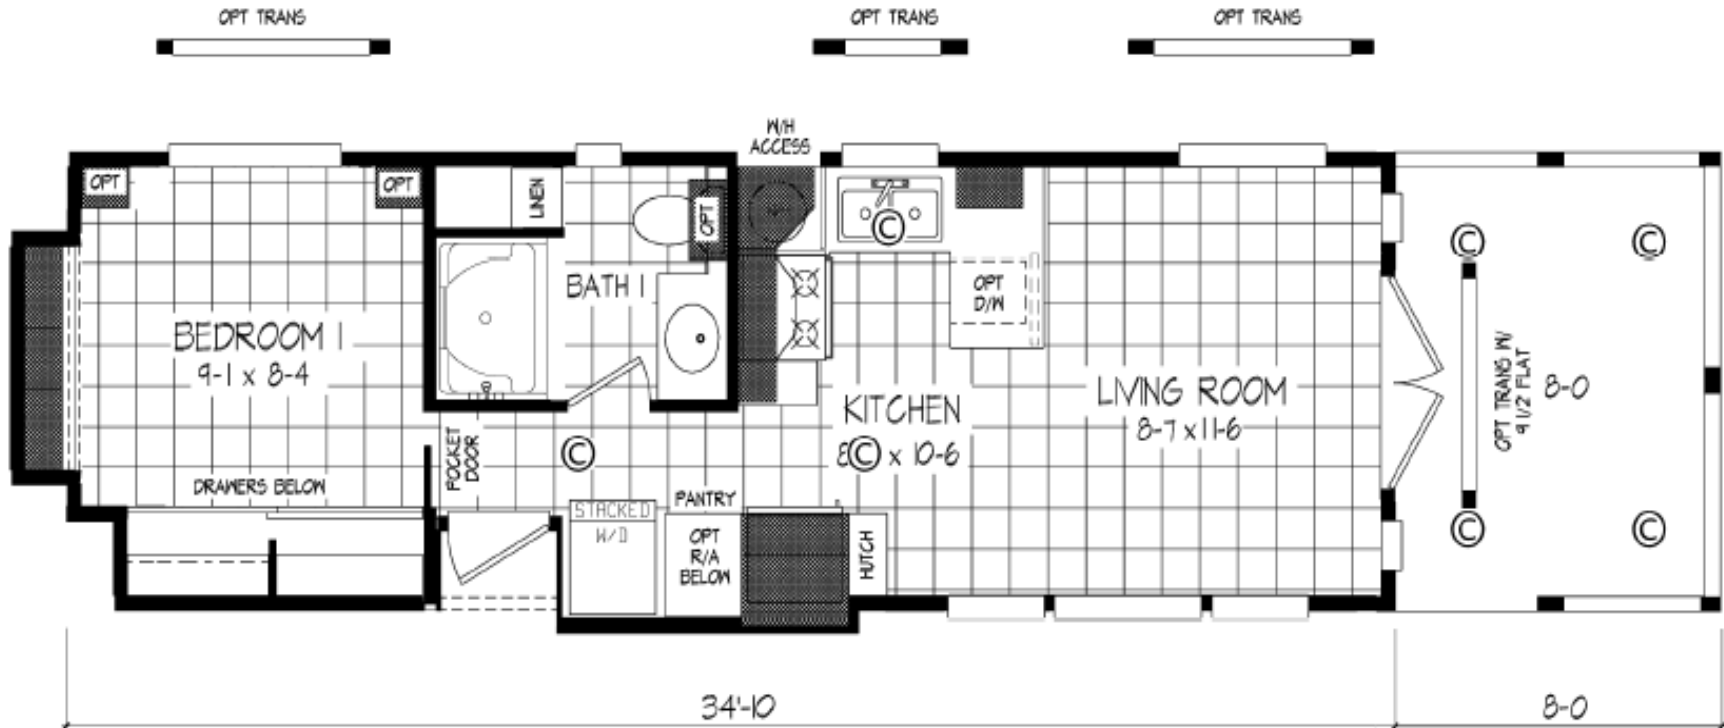 OPT TRANS
OPT TRANS
OPT TRANS
W/H
ACCESS
OPT
OPT
LINEN
OPT
©
©
©
BATH 1
OPT
D/W
BEDROOM 1
9-1 x 8-4
OPT TRANS W/
9 1/2 FLAT
8-0
LIVING ROOM
8-7 x 11-6
KITCHEN
8 © x 10-6
©
POCKET
DOOR
DRAWERS BELOW
PANTRY
STACKED
W/D
OPT
R/A
BELOW
HUTCH
©
©
34'-10
8-0